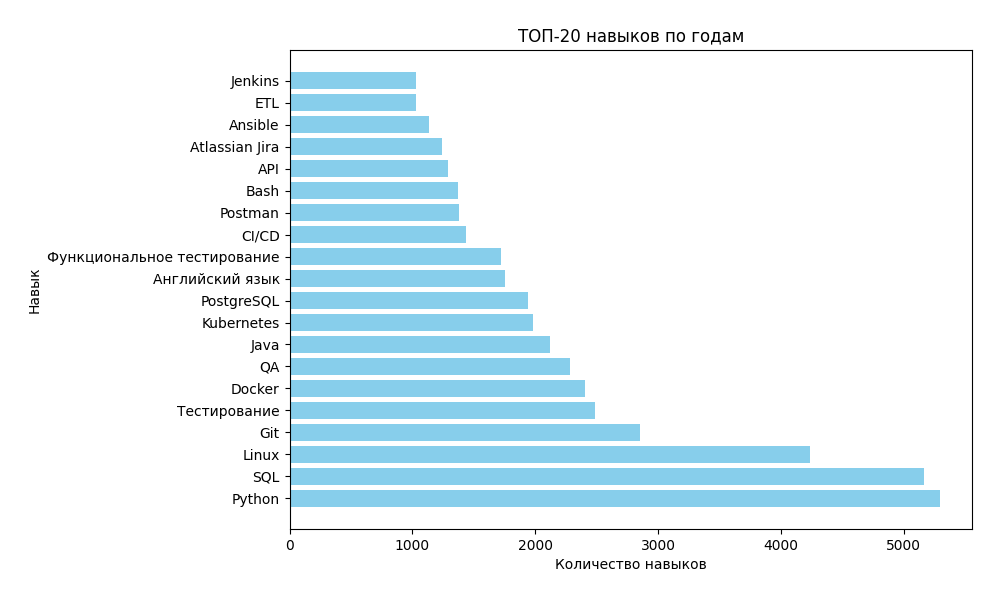 ТОП-20 навыков по годам
Jenkins
ETL
Ansible
Atlassian Jira
API
Bash
Postman
CI/CD
Функциональное тестирование
Английский язык
PostgreSQL
Kubernetes
Java
QA
Docker
Тестирование
Git
Linux
SQL
Python
Навык
0 1000 2000 3000 4000 5000
Количество навыков